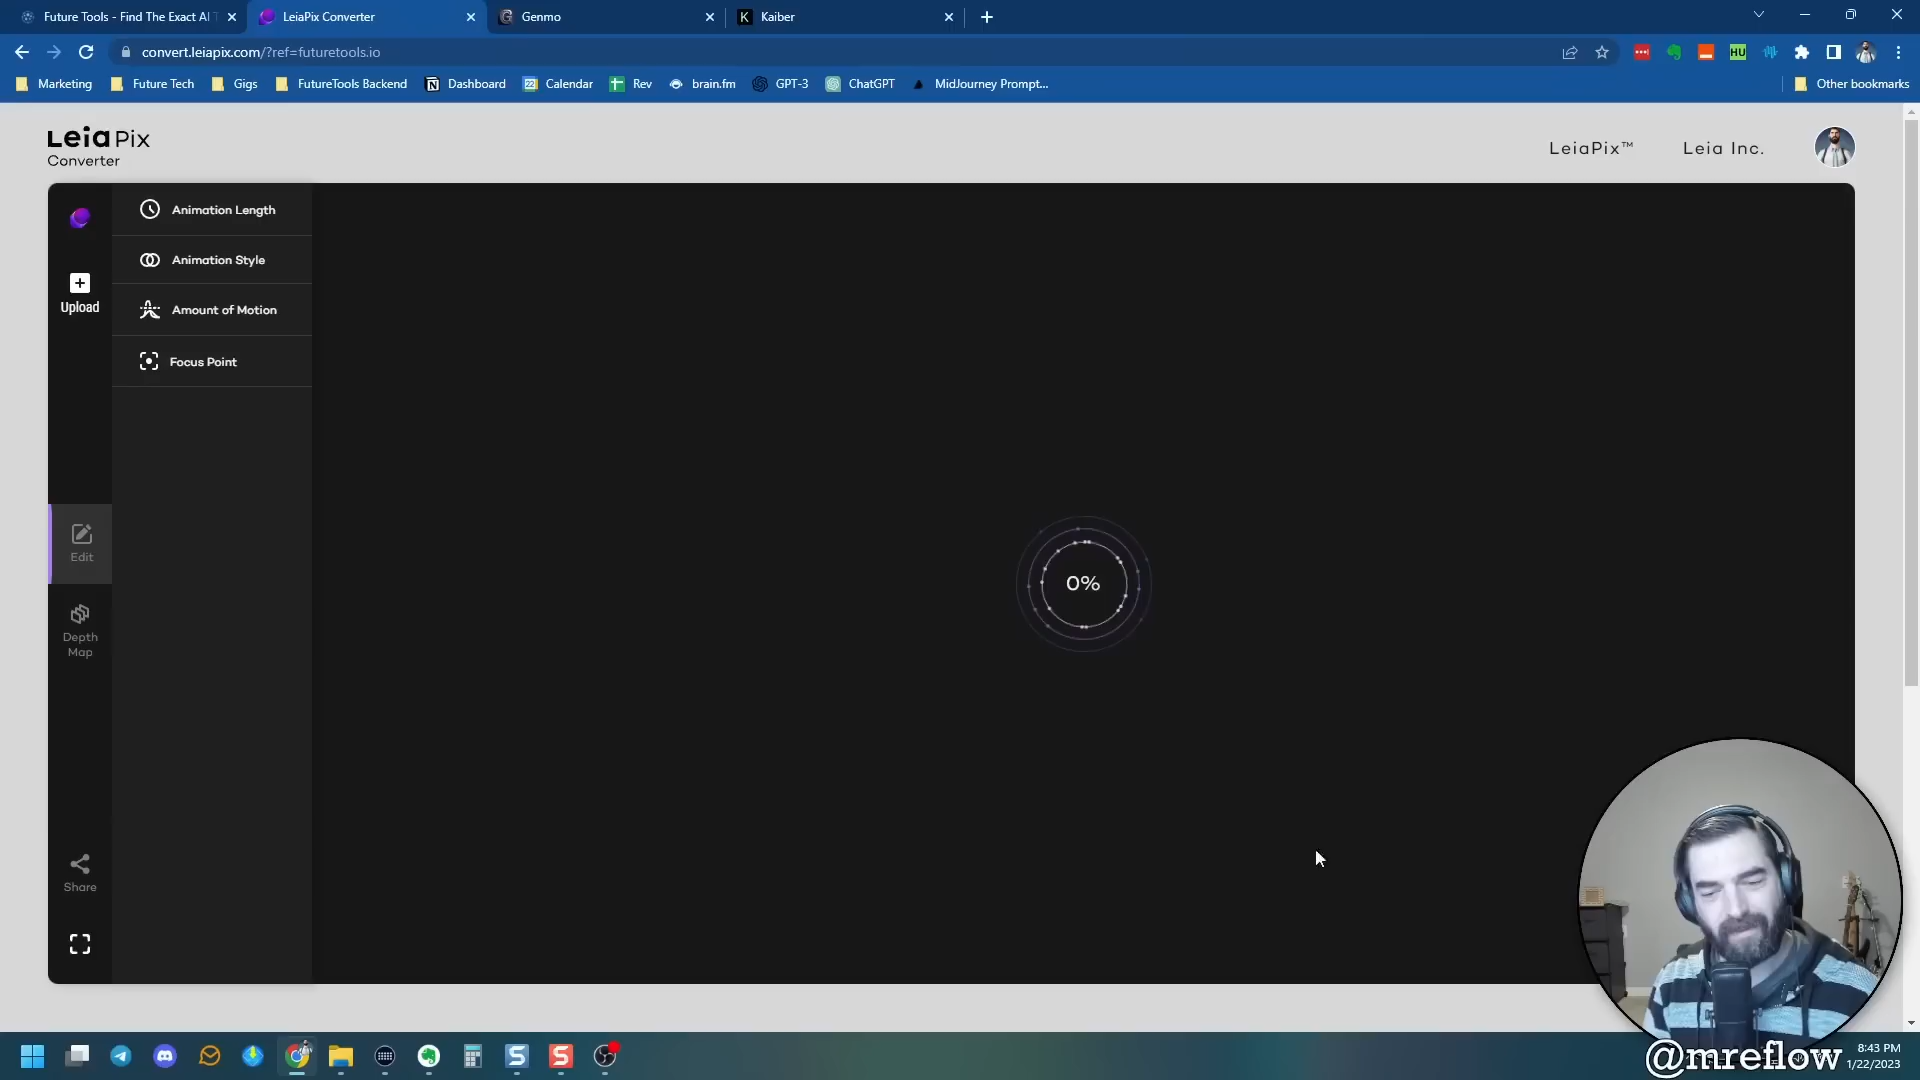 Future Tools - Find The Exact AI T
LeiaPix Converter
Genmo
Kaiber
convert.leiapix.com/?ref=futuretools.io
Marketing
Future Tech
Gigs
FutureTools Backend
Dashboard
Calendar
Rev
brain.fm
GPT-3
ChatGPT
MidJourney Prompt...
Other bookmarks
LeiaPix
Converter
LeiaPix™
Leia Inc.
Animation Length
Animation Style
Upload
Amount of Motion
Focus Point
Edit
0%
Depth
Map
Share
@mreflow
8:43 PM
1/22/2023